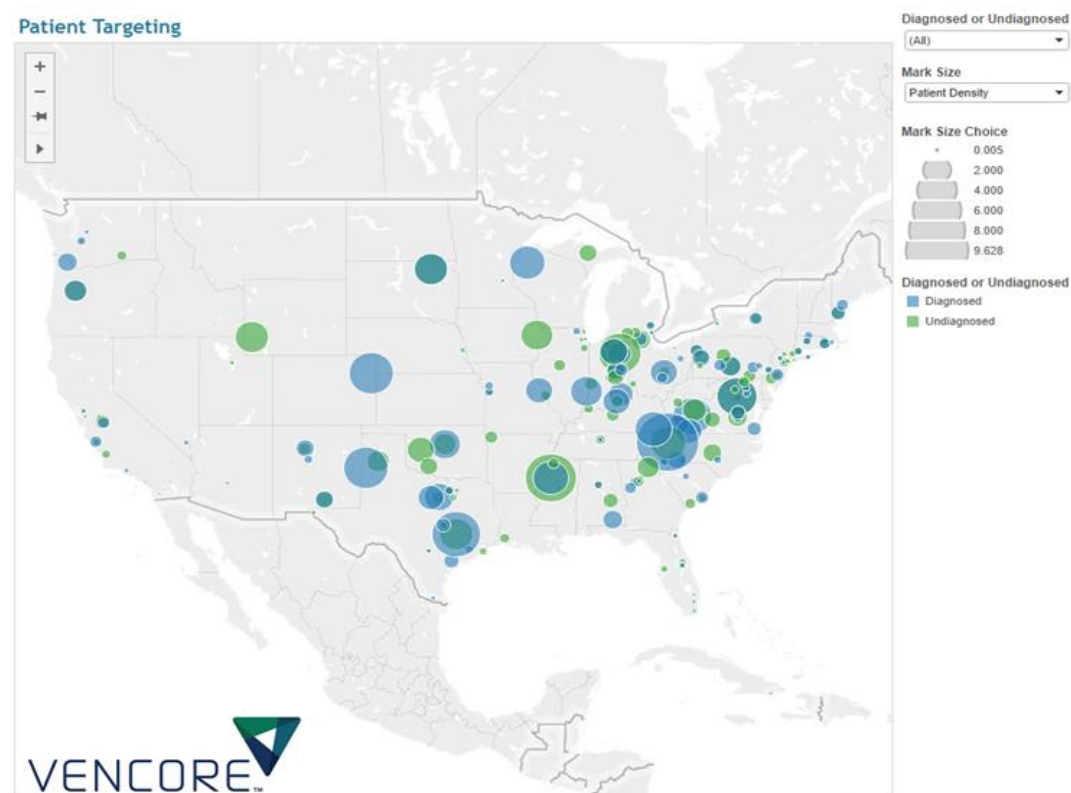 Patient Targeting
Diagnosed or Undiagnosed
(All)
Mark Size
Patient Density
Mark Size Choice
0.005
2.000
4.000
6.000
8.000
9.628
Diagnosed or Undiagnosed
Diagnosed
Undiagnosed
VENCORE™